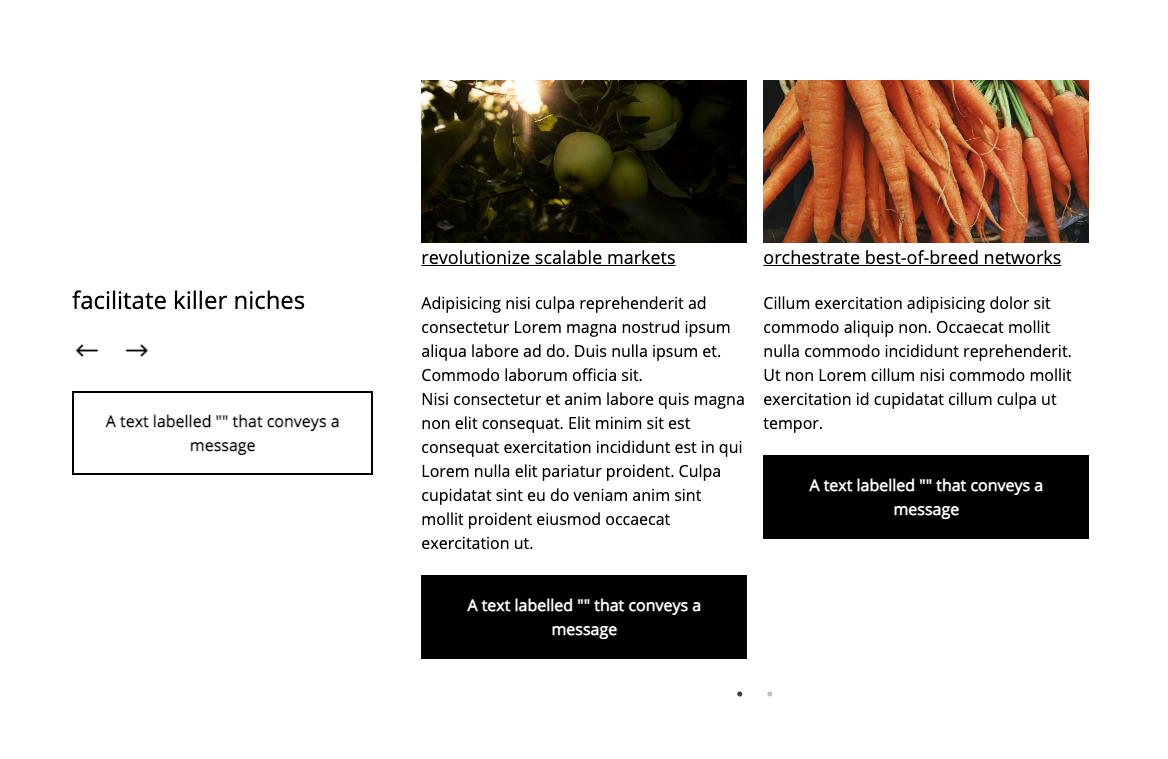 facilitate killer niches
← →
A text labelled "" that conveys a
message
revolutionize scalable markets
Adipisicing nisi culpa reprehenderit ad
consectetur Lorem magna nostrud ipsum
aliqua labore ad do. Duis nulla ipsum et.
Commodo laborum officia sit.
Nisi consectetur et anim labore quis magna
non elit consequat. Elit minim sit est
consequat exercitation incididunt est in qui
Lorem nulla elit pariatur proident. Culpa
cupidatat sint eu do veniam anim sint
mollit proident eiusmod occaecat
exercitation ut.
A text labelled "" that conveys a
message
orchestrate best-of-breed networks
Cillum exercitation adipisicing dolor sit
commodo aliquip non. Occaecat mollit
nulla commodo incididunt reprehenderit.
Ut non Lorem cillum nisi commodo mollit
exercitation id cupidatat cillum culpa ut
tempor.
A text labelled "" that conveys a
message